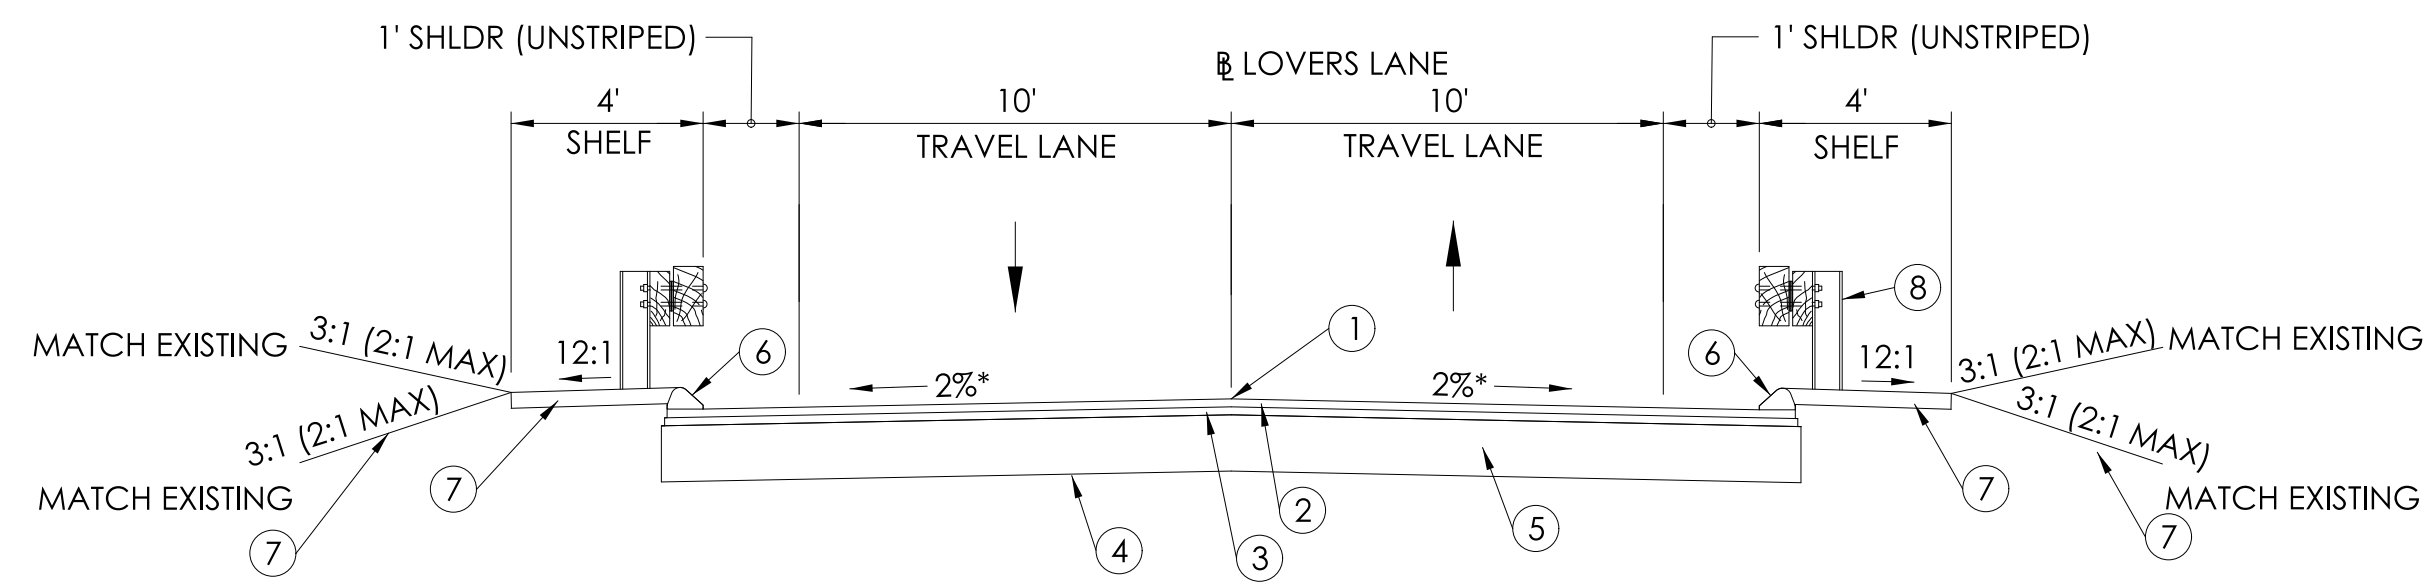 1' SHLDR (UNSTRIPED)
1' SHLDR (UNSTRIPED)
℄ LOVERS LANE
4'
10'
10'
4'
SHELF
TRAVEL LANE
TRAVEL LANE
SHELF
8
1
MATCH EXISTING
3:1 (2:1 MAX)
12:1
6
6
12:1
3:1 (2:1 MAX)
MATCH EXISTING
2%*
2%*
3:1 (2:1 MAX)
3:1 (2:1 MAX)
MATCH EXISTING
7
2
5
7
MATCH EXISTING
7
4
3
7